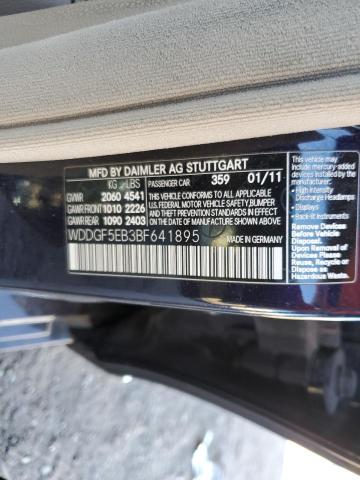 MFD BY DAIMLER AG STUTTGART
KG LBS PASSENGER CAR 359 01/11
GVWR 2060 4541
GAWR FRONT 1010 2226
GAWR REAR 1090 2403
THIS VEHICLE CONFORMS TO ALL APPLICABLE
U.S. FEDERAL MOTOR VEHICLE SAFETY,BUMPER
AND THEFT PREVENTION STANDARDS IN EFFECT
ON THE DATE OF MANUFACTURE SHOWN ABOVE.
WDDGF5EB3BF641895 GERMANY
This vehicle may
include mercury-added
devices installed by the
manufacturer:
• High Intensity
Discharge Headlamps
• Displays
• Back-lit Instruments
Remove Devices
Before Vehicle
Disposal.
Upon Removal of
Devices Please
Reuse, Recycle or
Dispose as
Hazardous Waste.